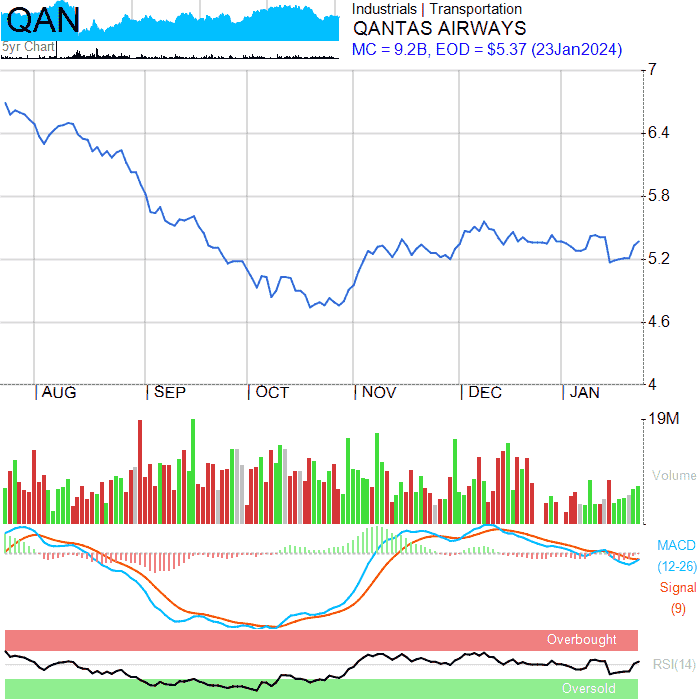 QAN
5yr Chart
Industrials | Transportation
QANTAS AIRWAYS
MC = 9.2B, EOD = $5.37 (23Jan2024)
7
6.4
5.8
5.2
4.6
4
| AUG | SEP | OCT | NOV | DEC | JAN
19M
Volume
MACD
(12-26)
Signal
(9)
Overbought
RSI(14)
Oversold